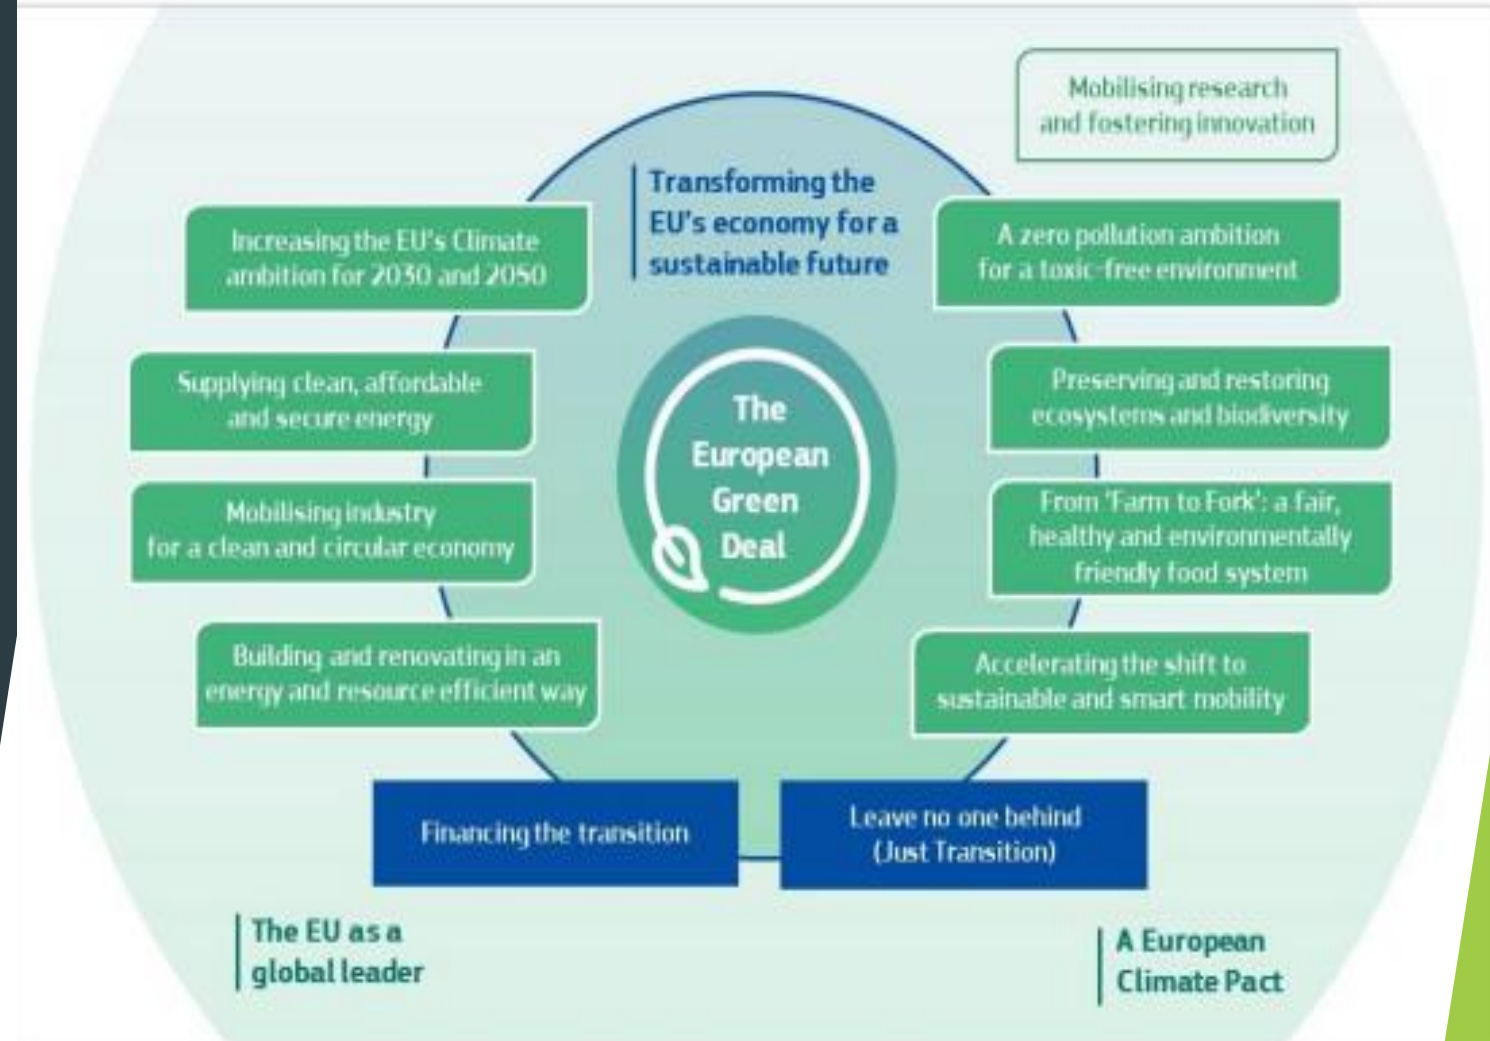 Mobilising research
and fostering innovation
Transforming the
EU's economy for a
sustainable future
Increasing the EU's Climate
ambition for 2030 and 2050
A zero pollution ambition
for a toxic-free environment
Supplying clean, affordable
and secure energy
Preserving and restoring
ecosystems and biodiversity
The
European
Green
Deal
Mobilising industry
for a clean and circular economy
From 'Farm to Fork': a fair,
healthy and environmentally
friendly food system
Building and renovating in an
energy and resource efficient way
Accelerating the shift to
sustainable and smart mobility
Financing the transition
Leave no one behind
(Just Transition)
The EU as a
global leader
A European
Climate Pact